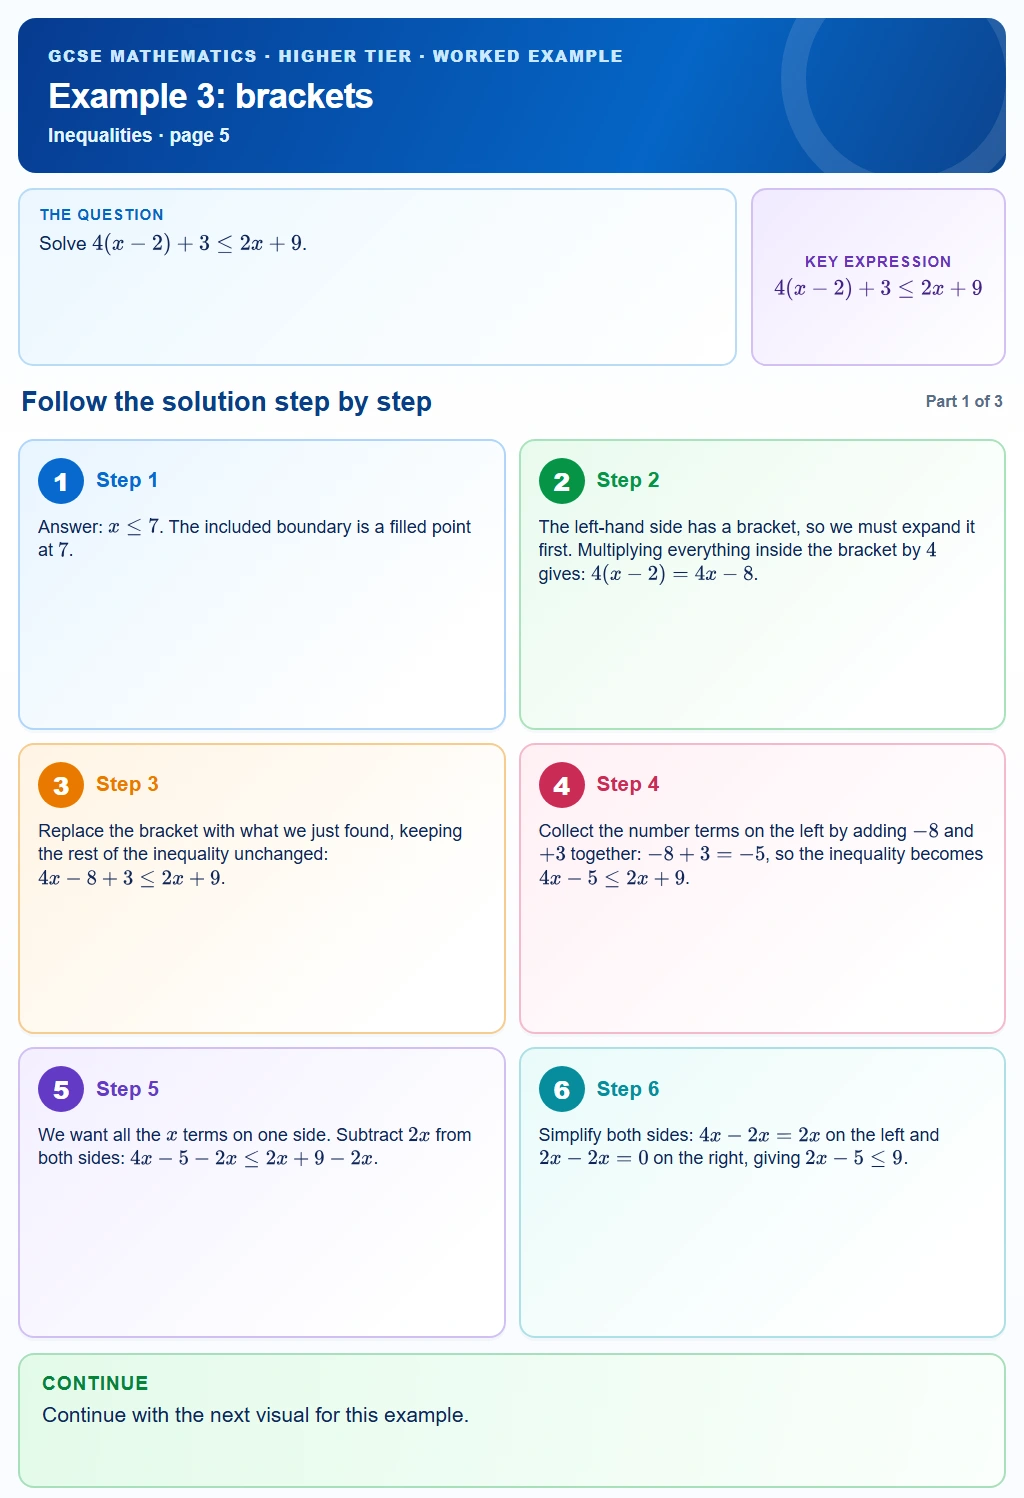 GCSE MATHEMATICS · HIGHER TIER · WORKED EXAMPLE
Example 3: brackets
Inequalities · page 5
THE QUESTION
Solve 4(x − 2) + 3 ≤ 2x + 9.
KEY EXPRESSION
4(x − 2) + 3 ≤ 2x + 9
Follow the solution step by step
Part 1 of 3
1 Step 1
Answer: x ≤ 7. The included boundary is a filled point
at 7.
2 Step 2
The left-hand side has a bracket, so we must expand it
first. Multiplying everything inside the bracket by 4
gives: 4(x − 2) = 4x − 8.
3 Step 3
Replace the bracket with what we just found, keeping
the rest of the inequality unchanged:
4x − 8 + 3 ≤ 2x + 9.
4 Step 4
Collect the number terms on the left by adding −8 and
+3 together: −8 + 3 = −5, so the inequality becomes
4x − 5 ≤ 2x + 9.
5 Step 5
We want all the x terms on one side. Subtract 2x from
both sides: 4x − 5 − 2x ≤ 2x + 9 − 2x.
6 Step 6
Simplify both sides: 4x − 2x = 2x on the left and
2x − 2x = 0 on the right, giving 2x − 5 ≤ 9.
CONTINUE
Continue with the next visual for this example.